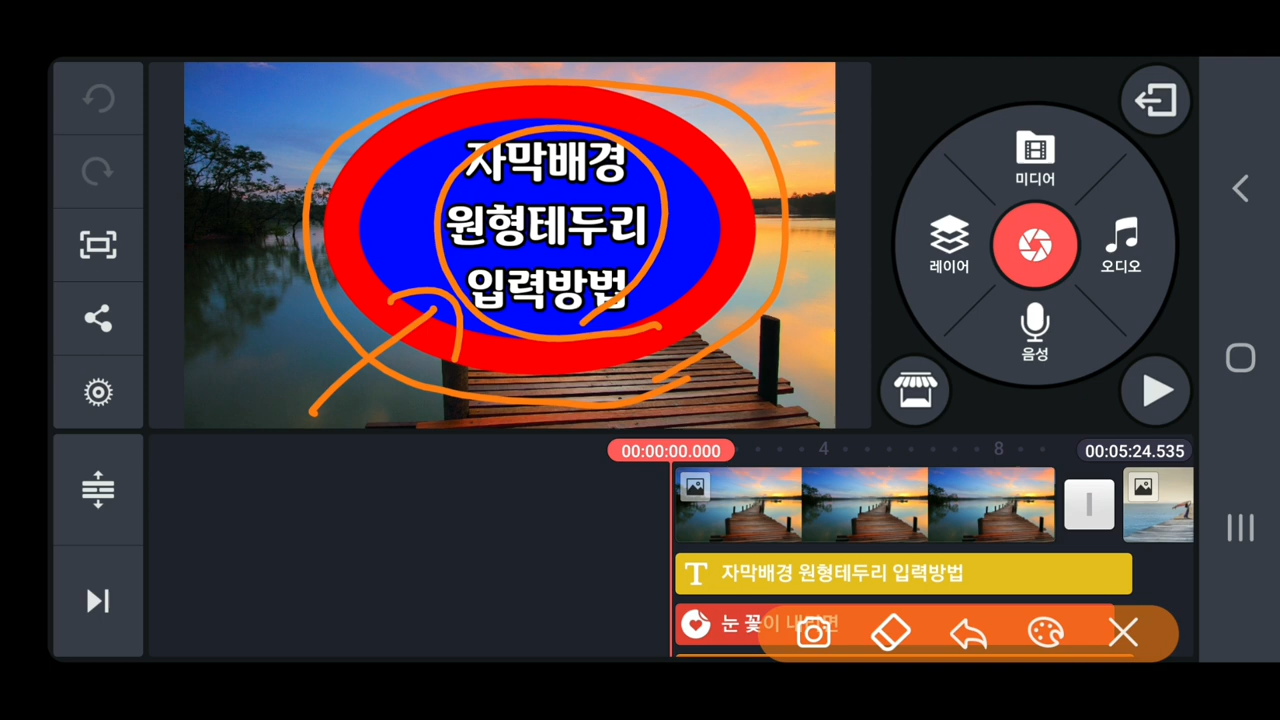 자막배경
원형테두리
입력방법
미디어
레이어
오디오
음성
00:00:00.000
4
8
00:05:24.535
T 자막배경 원형테두리 입력방법
눈 꽃이 내리면